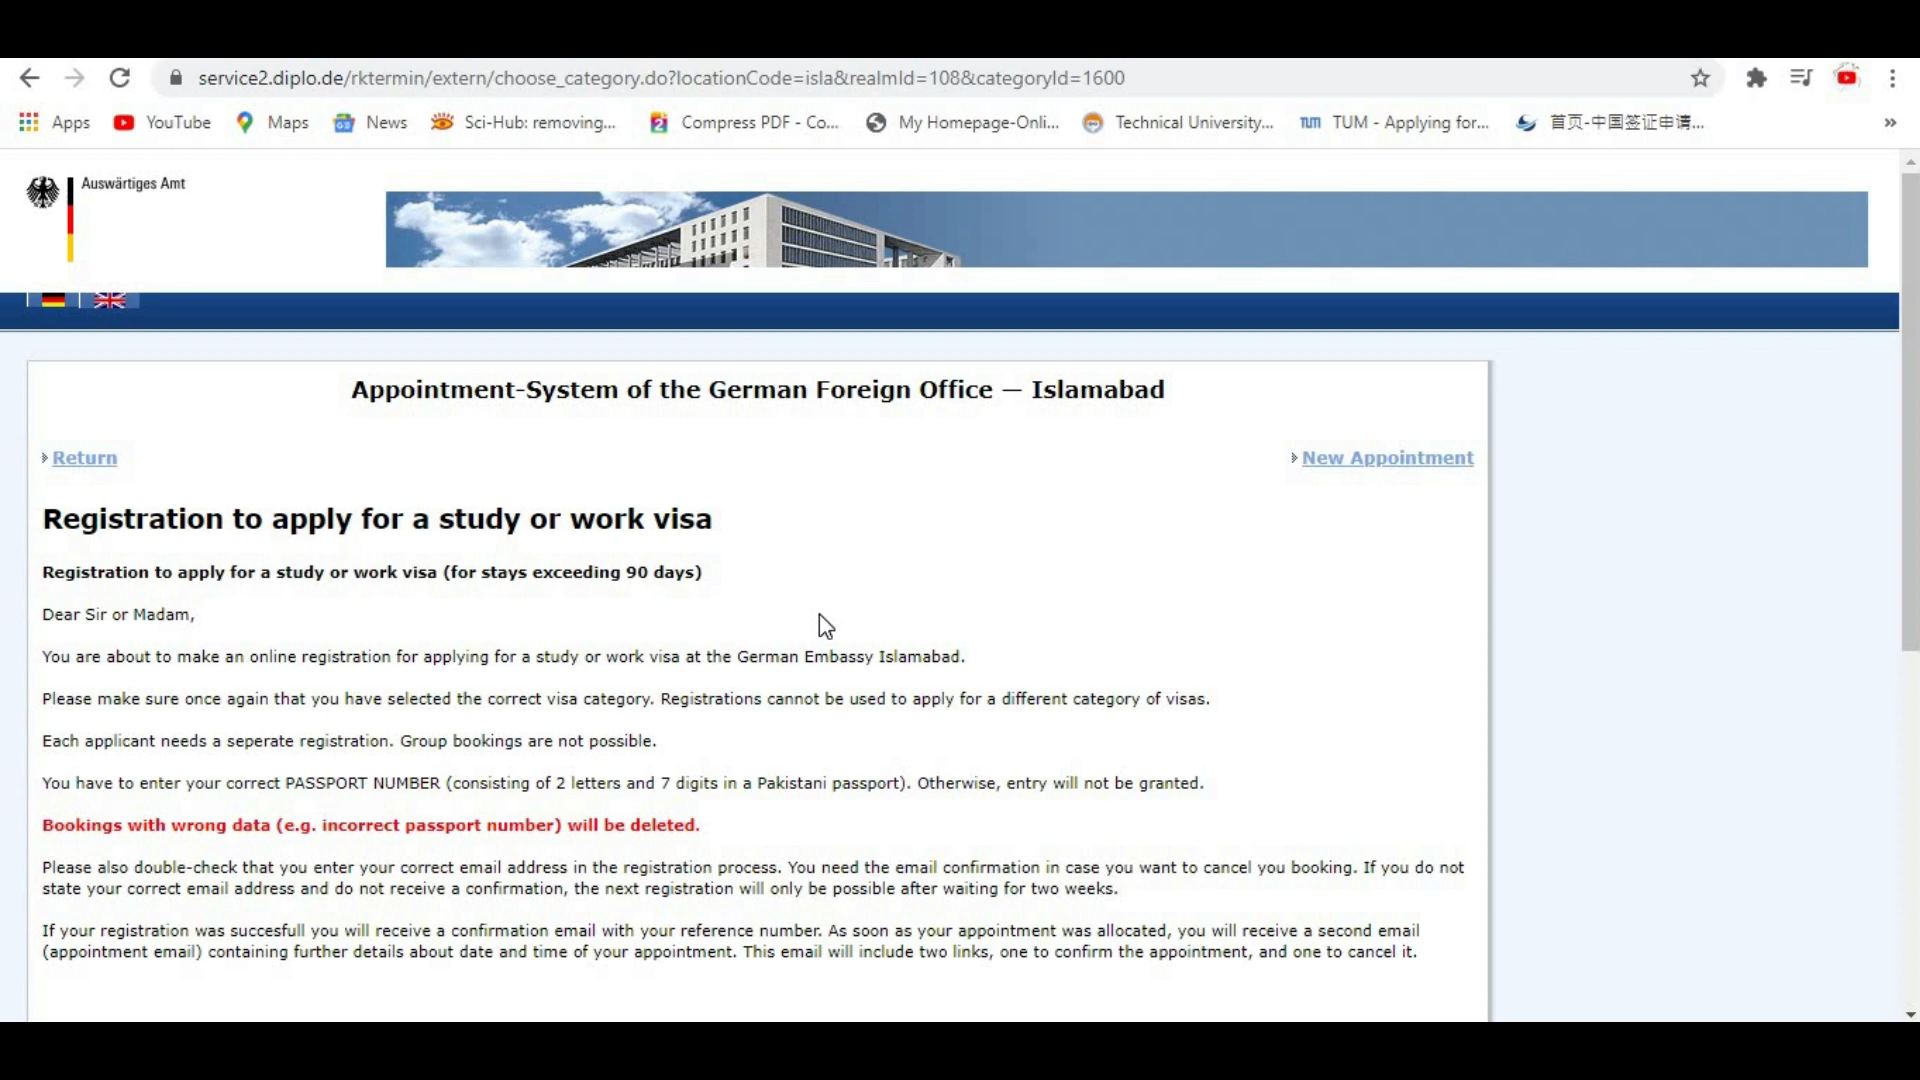 service2.diplo.de/rktermin/extern/choose_category.do?locationCode=isla&realmId=108&categoryId=1600
Apps YouTube Maps News Sci-Hub: removing... Compress PDF - Co... My Homepage-Onli... Technical University... TUM TUM - Applying for... 首页-中国签证申请... »
Auswärtiges Amt
Appointment-System of the German Foreign Office — Islamabad
Return New Appointment
Registration to apply for a study or work visa
Registration to apply for a study or work visa (for stays exceeding 90 days)
Dear Sir or Madam,
You are about to make an online registration for applying for a study or work visa at the German Embassy Islamabad.
Please make sure once again that you have selected the correct visa category. Registrations cannot be used to apply for a different category of visas.
Each applicant needs a seperate registration. Group bookings are not possible.
You have to enter your correct PASSPORT NUMBER (consisting of 2 letters and 7 digits in a Pakistani passport). Otherwise, entry will not be granted.
Bookings with wrong data (e.g. incorrect passport number) will be deleted.
Please also double-check that you enter your correct email address in the registration process. You need the email confirmation in case you want to cancel you booking. If you do not
state your correct email address and do not receive a confirmation, the next registration will only be possible after waiting for two weeks.
If your registration was succesfull you will receive a confirmation email with your reference number. As soon as your appointment was allocated, you will receive a second email
(appointment email) containing further details about date and time of your appointment. This email will include two links, one to confirm the appointment, and one to cancel it.